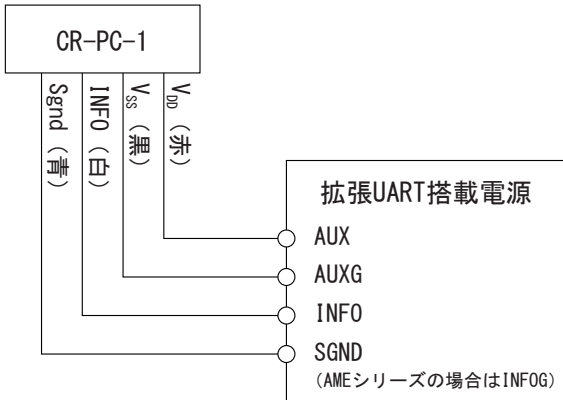 CR-PC-1
Sgnd（青）
INFO（白）
VSS（黒）
VDD（赤）
拡張UART搭載電源
AUX
AUXG
INFO
SGND
（AMEシリーズの場合はINFOG）